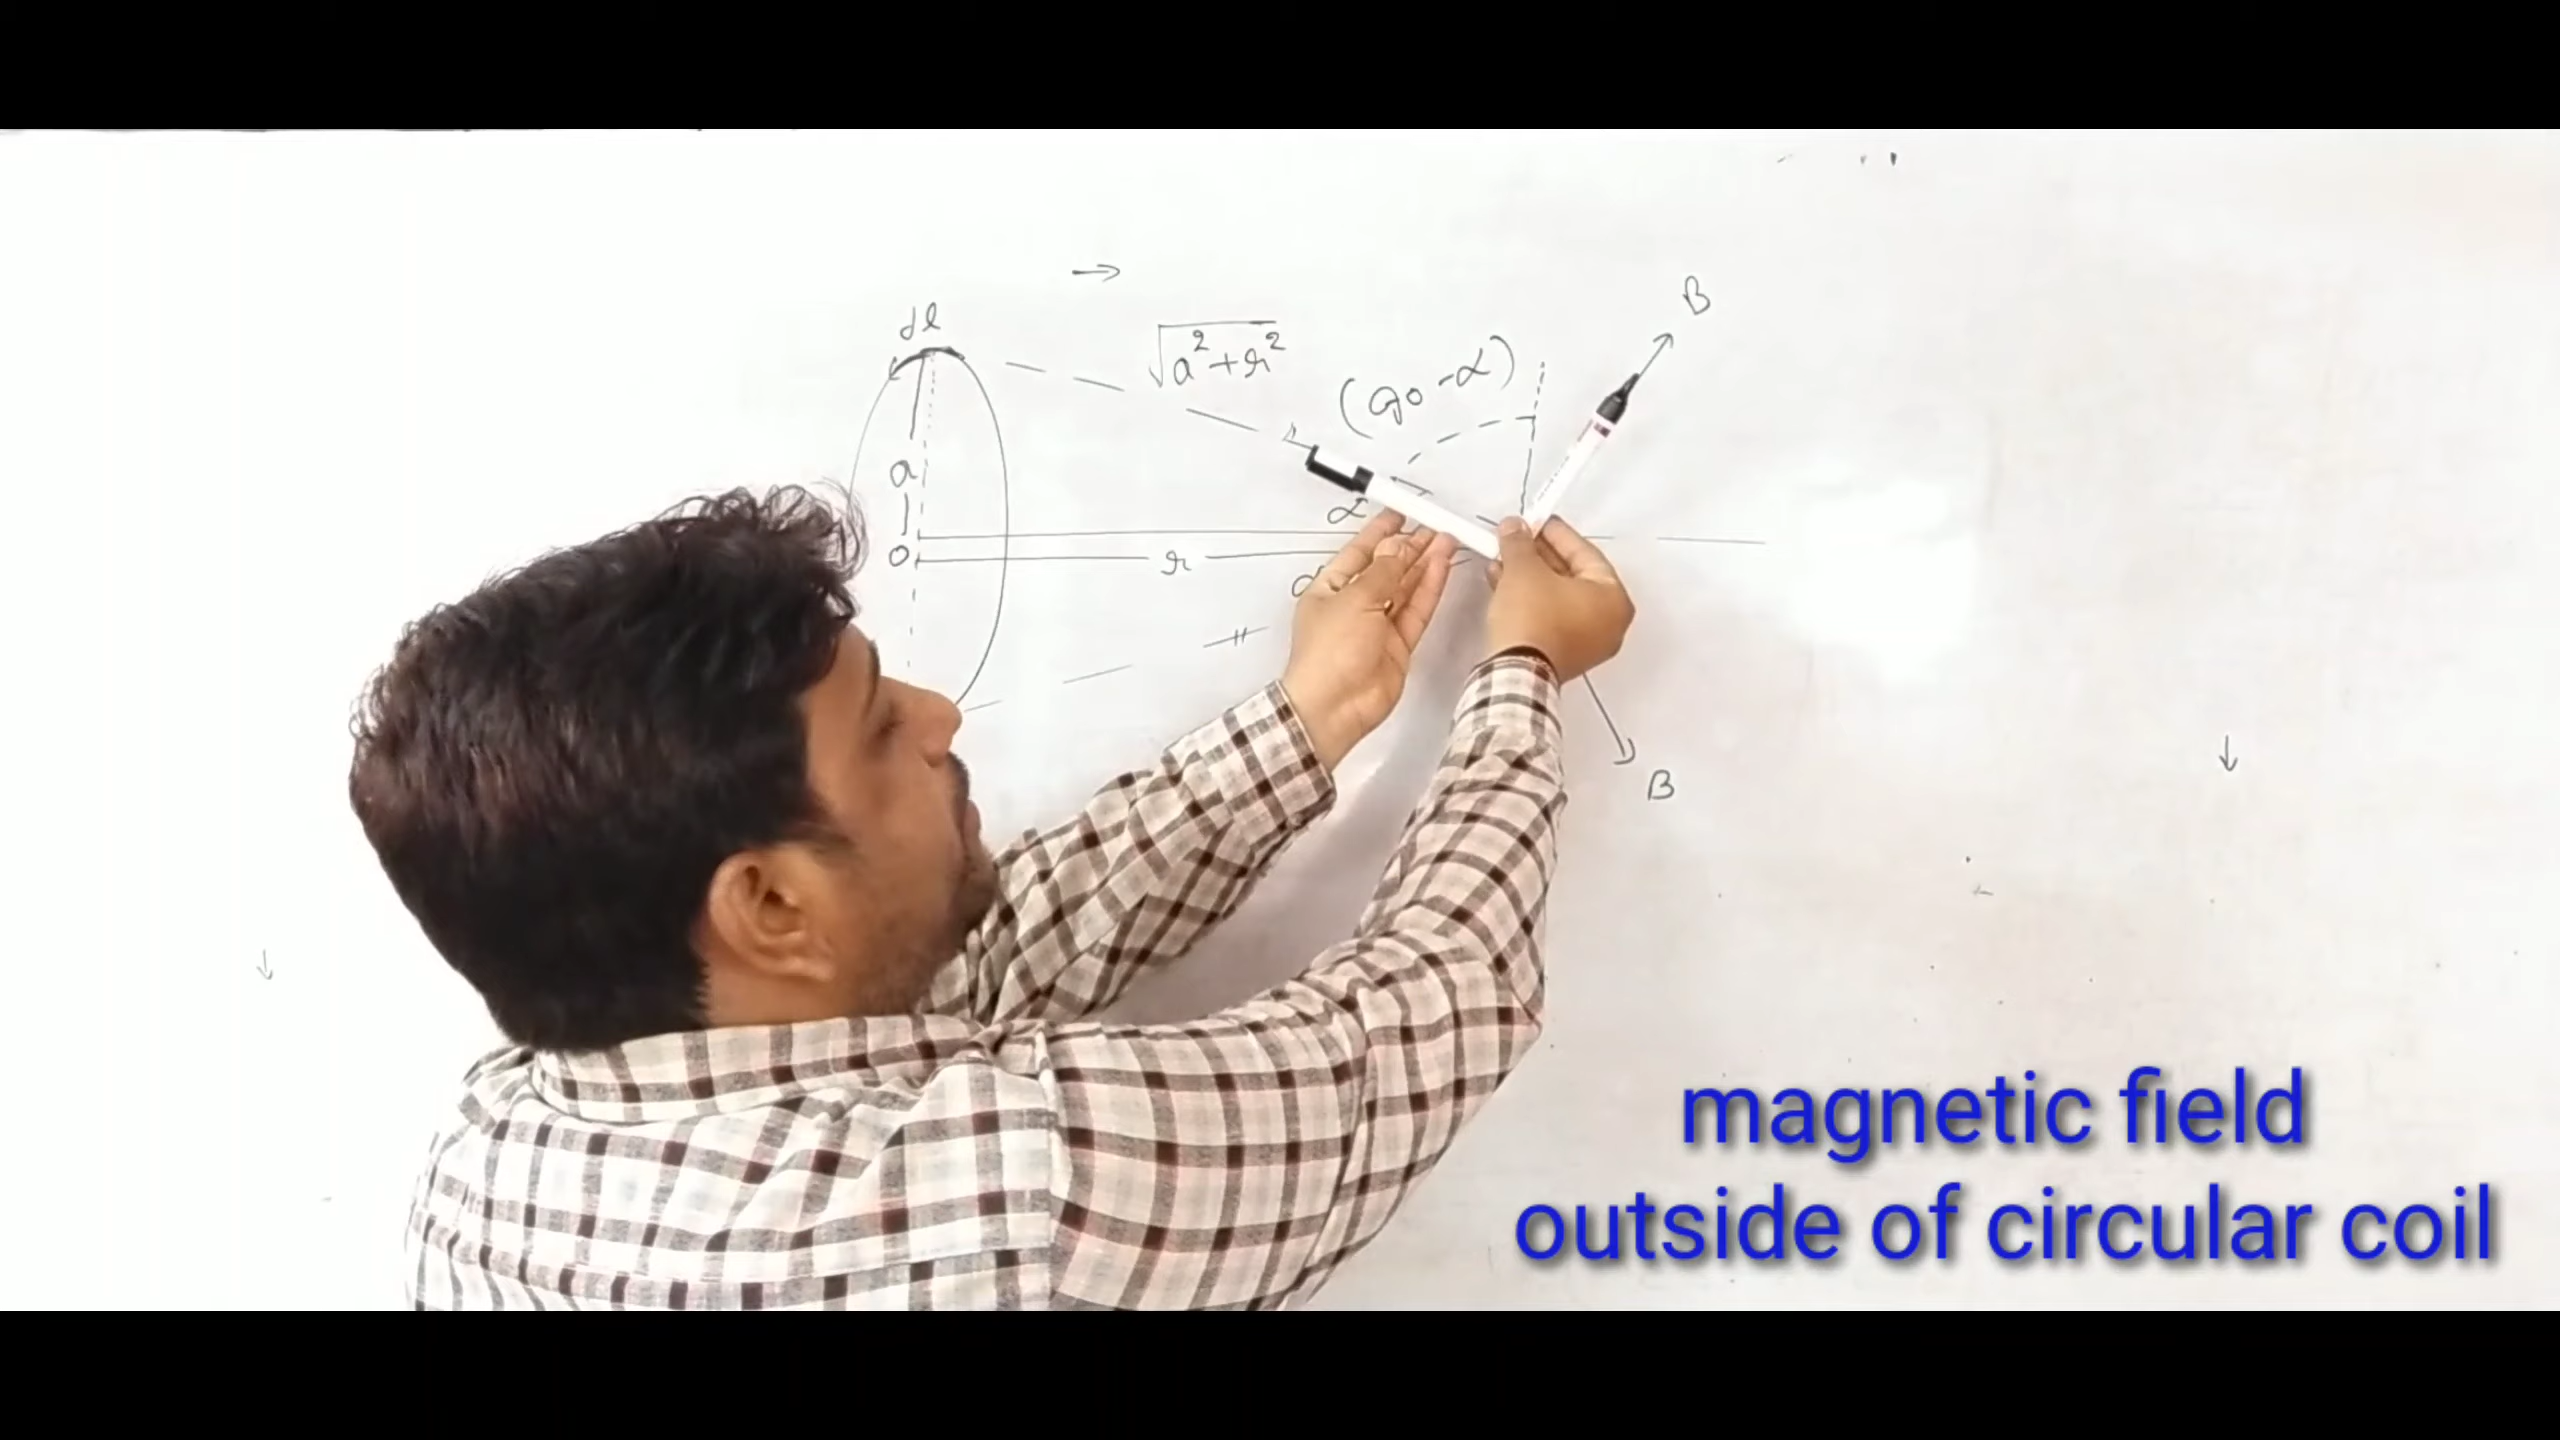 dl
√a²+r²
(90-α)
B
a
α
O
r
α
B
magnetic field
outside of circular coil